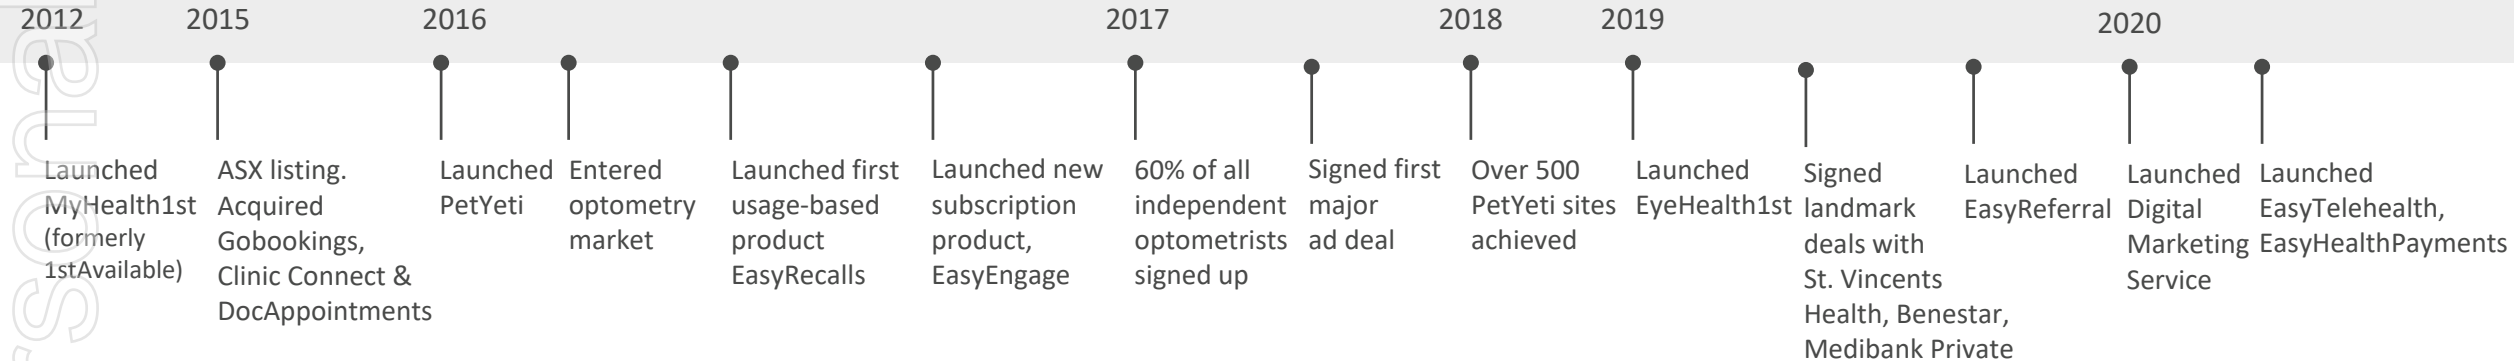 2012
2015
2016
2017
2018
2019
2020
Launched
MyHealth1st
(formerly
1stAvailable)
ASX listing.
Acquired
Gobookings,
Clinic Connect &
DocAppointments
Launched
PetYeti
Entered
optometry
market
Launched first
usage-based
product
EasyRecalls
Launched new
subscription
product,
EasyEngage
60% of all
independent
optometrists
signed up
Signed first
major
ad deal
Over 500
PetYeti sites
achieved
Launched
EyeHealth1st
Signed
landmark
deals with
St. Vincents
Health, Benestar,
Medibank Private
Launched
EasyReferral
Launched
Digital
Marketing
Service
Launched
EasyTelehealth,
EasyHealthPayments
sona